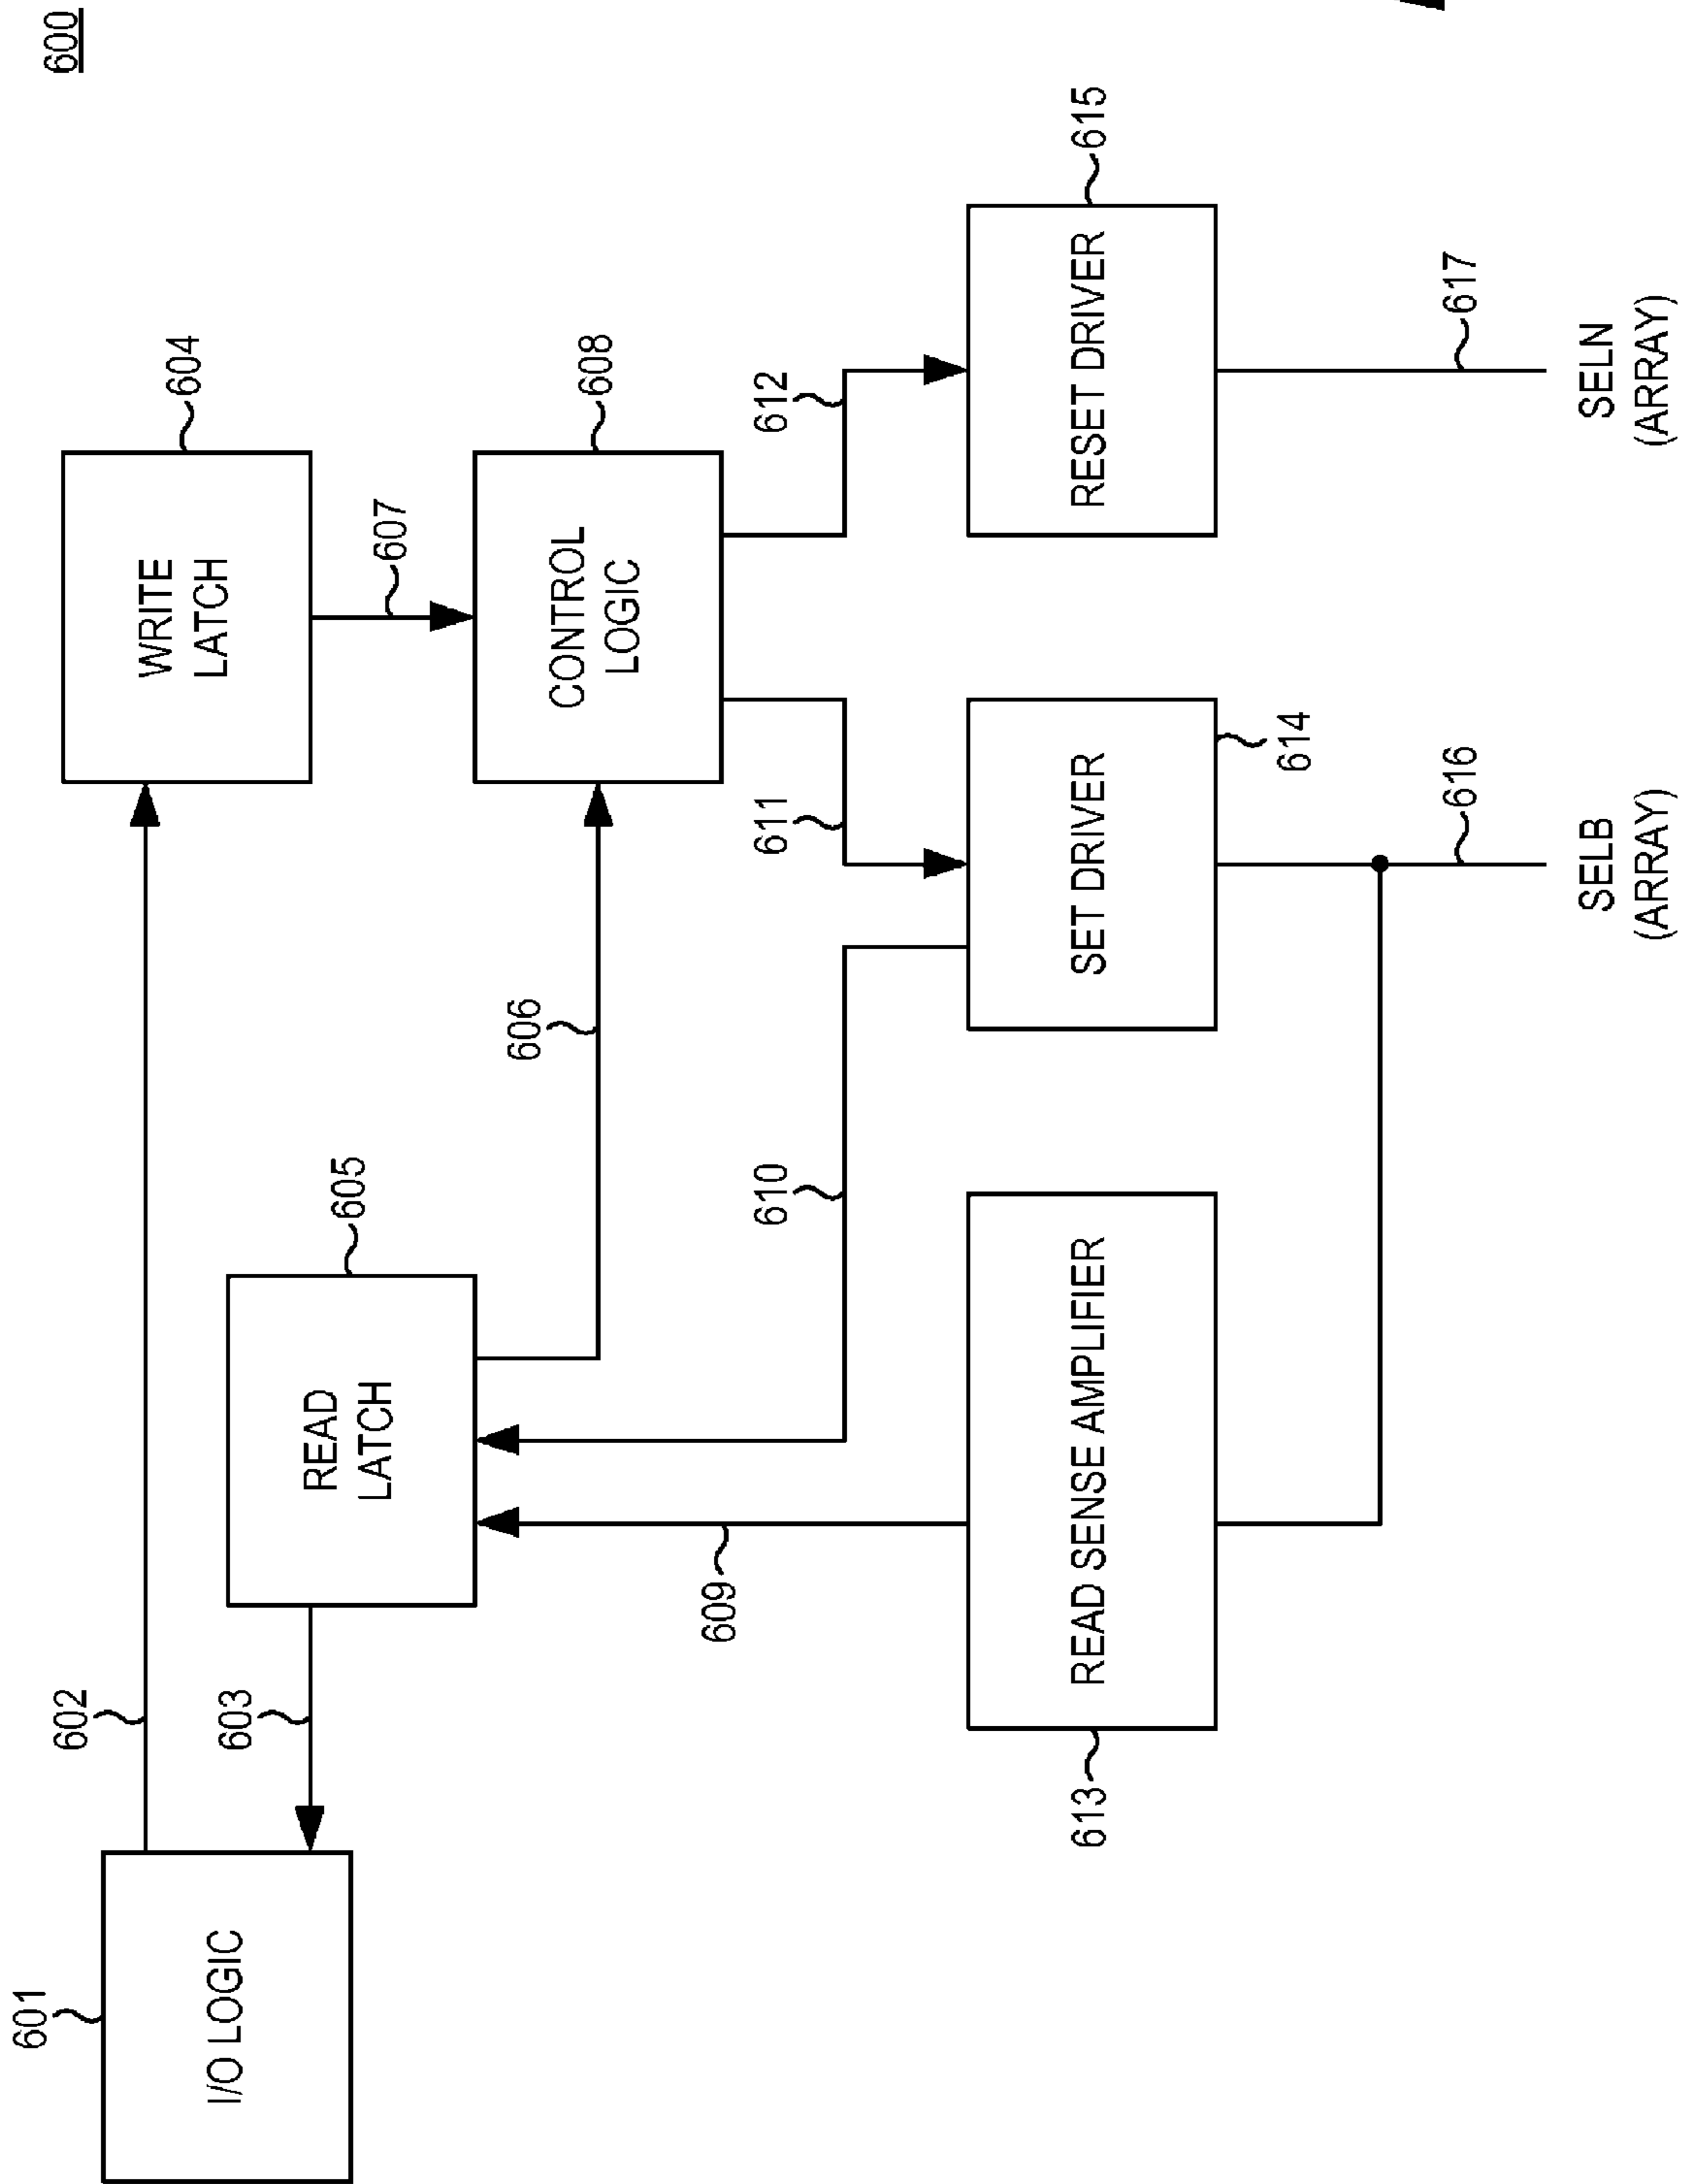 601
600
602
604
WRITE
LATCH
I/O LOGIC
603
READ
LATCH
605
607
606
CONTROL
LOGIC
608
609
610
611
612
613
READ SENSE AMPLIFIER
SET DRIVER
RESET DRIVER
615
614
616
617
SELB
(ARRAY)
SELN
(ARRAY)